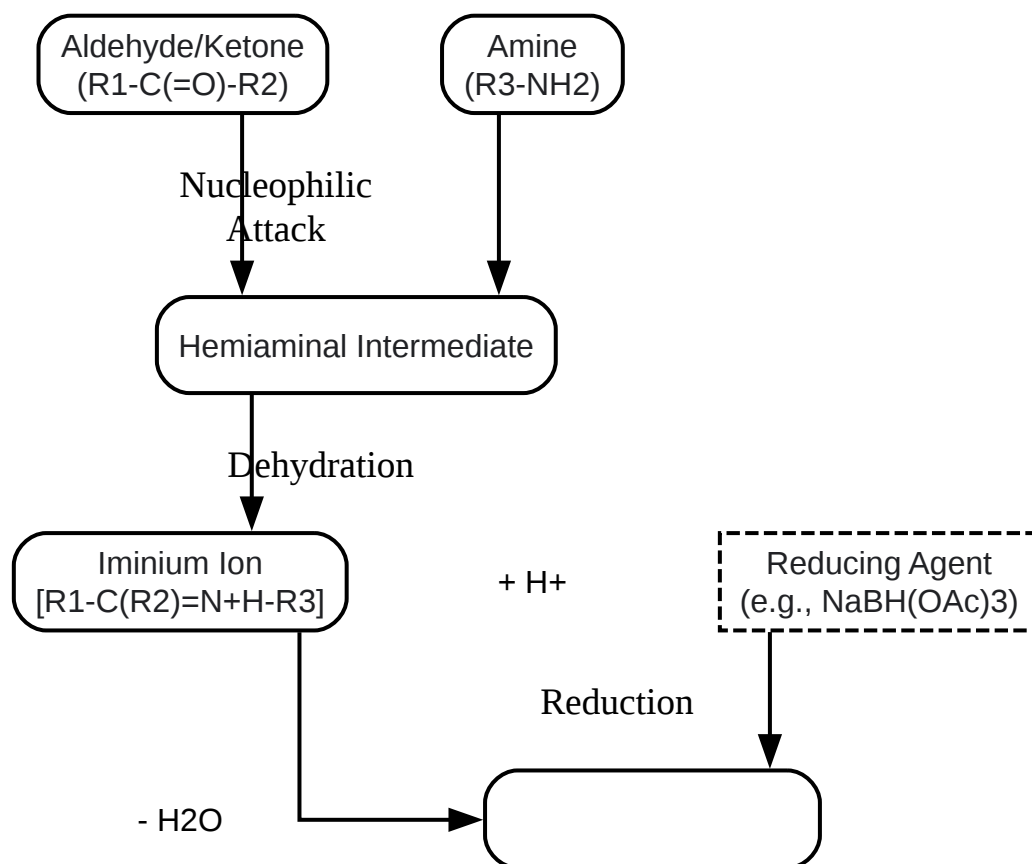 Aldehyde/Ketone
(R1-C(=O)-R2)
Amine
(R3-NH2)
Nucleophilic
Attack
Hemiaminal Intermediate
Dehydration
Iminium Ion
[R1-C(R2)=N+H-R3]
+ H+
Reducing Agent
(e.g., NaBH(OAc)3)
Reduction
- H2O